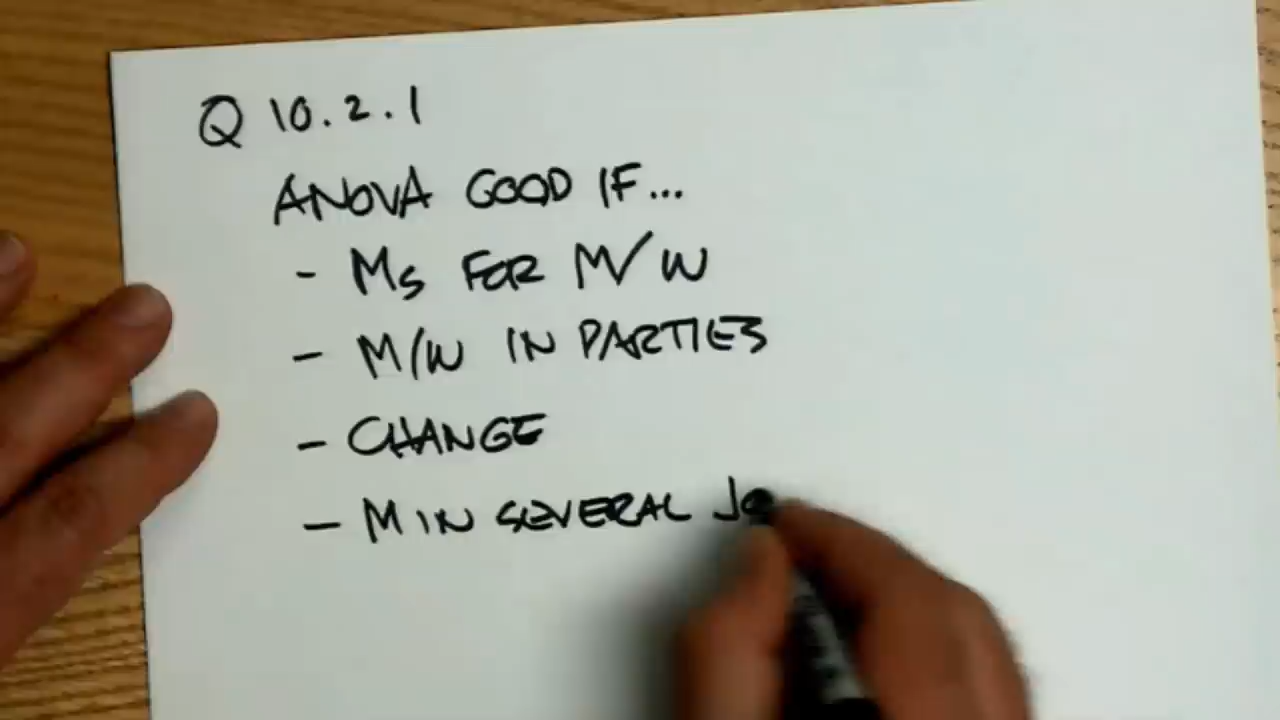 Q 10.2.1
ANOVA GOOD IF...
- Ms FOR M/W
- M/W IN PARTIES
- CHANGE
- M IN SEVERAL